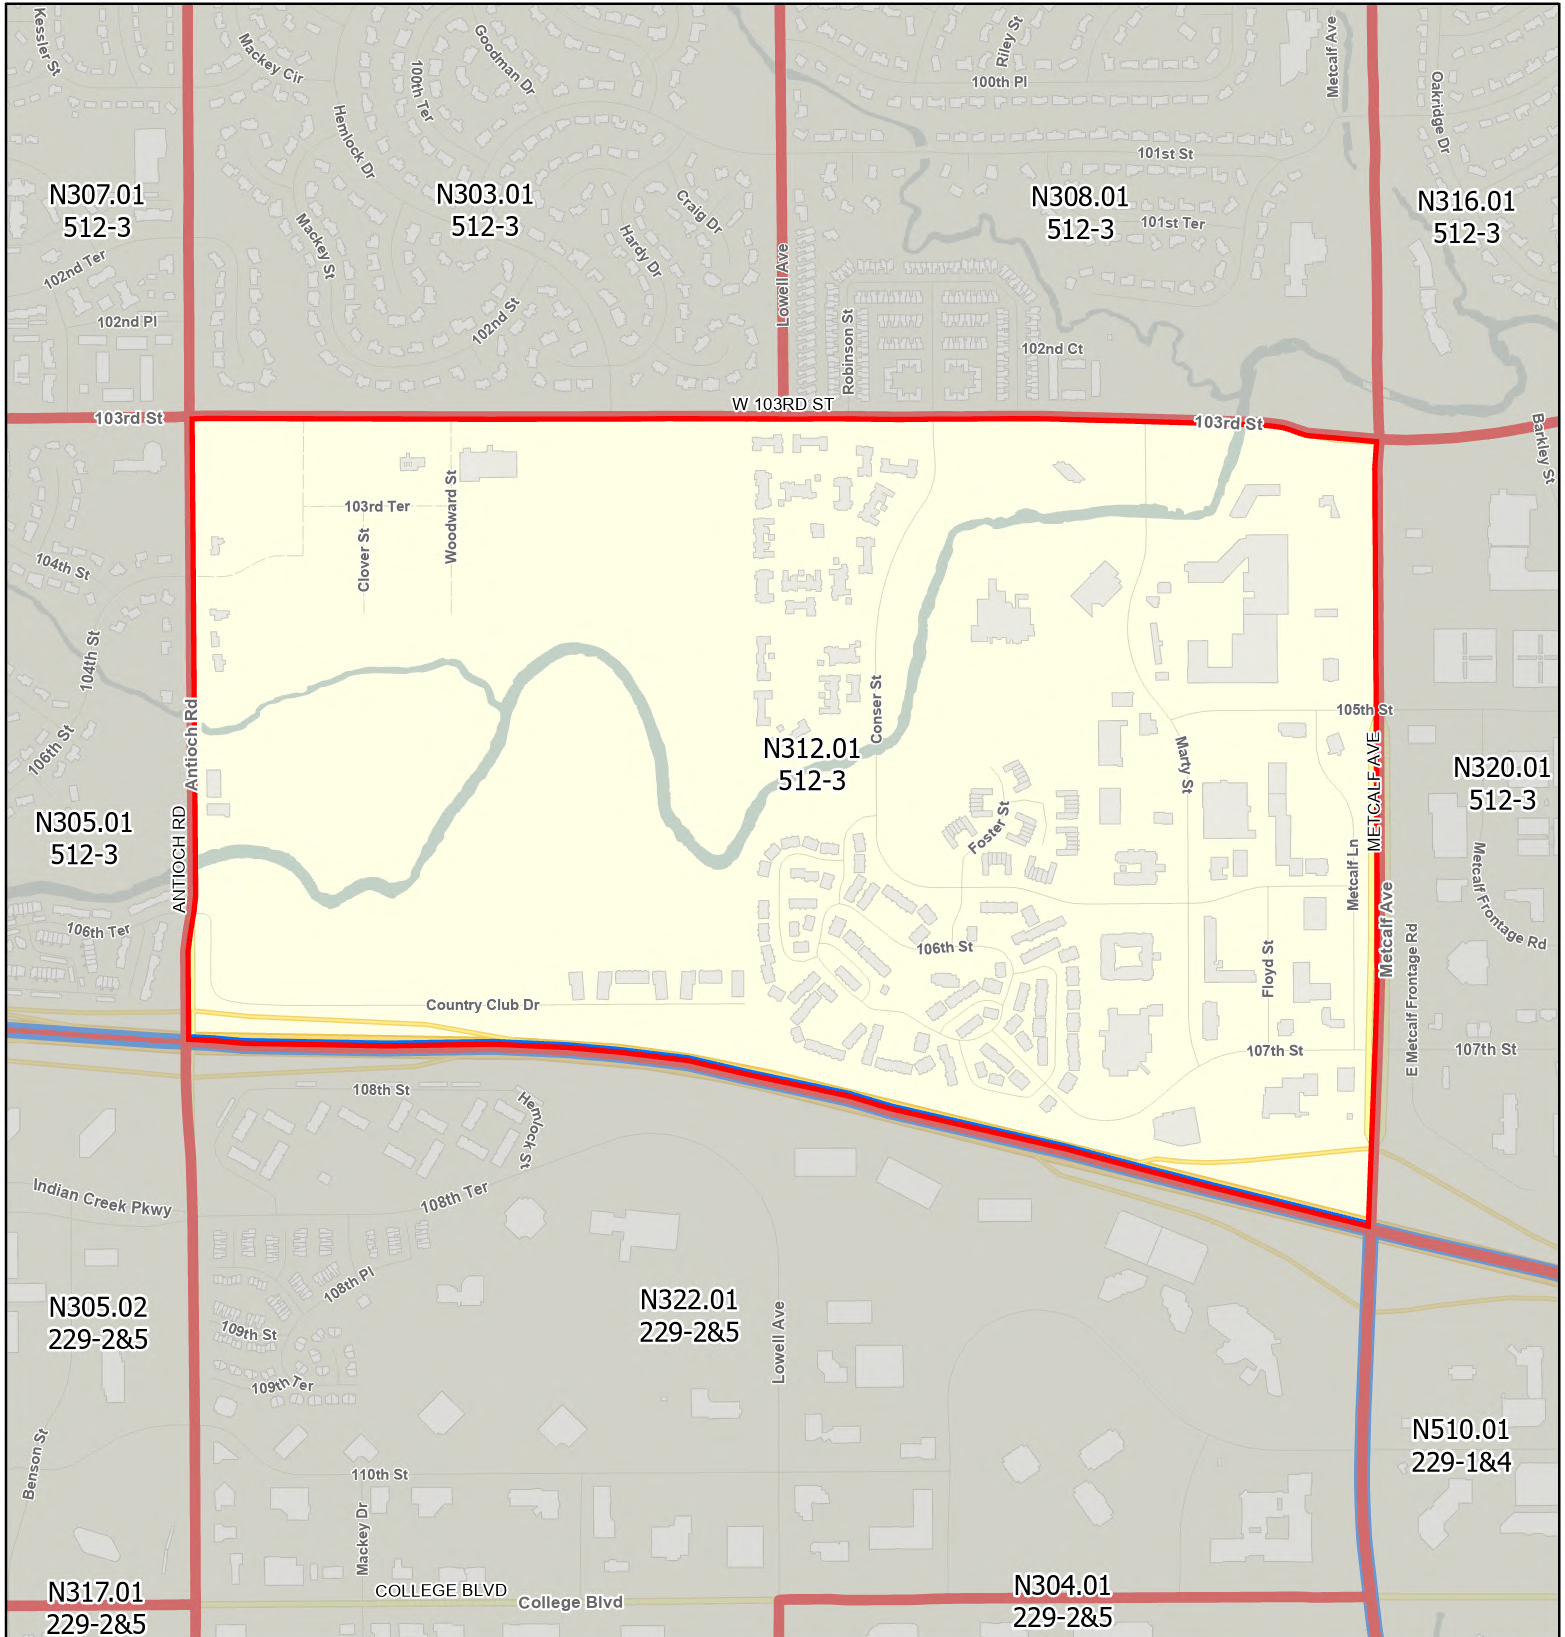 Kessler St
Mackey Cir
Goodman Dr
100th Ter
Hemlock Dr
Riley St
100th Pl
Metcalf Ave
Oakridge Dr
101st St
N307.01
512-3
N303.01
512-3
Craig Dr
N308.01
512-3
101st Ter
N316.01
512-3
Mackey St
Hardy Dr
102nd Ter
Lowell Ave
102nd Pl
102nd St
Robinson St
102nd Ct
103rd St
W 103RD ST
103rd St
Barkley St
103rd Ter
Woodward St
Clover St
104th St
104th St
Antioch Rd
106th St
Conser St
105th St
N312.01
512-3
Marty St
METCALF AVE
N320.01
512-3
N305.01
512-3
ANTIOCH RD
Foster St
Metcalf Ln
Metcalf Frontage Rd
106th Ter
106th St
Floyd St
Metcalf Ave
E Metcalf Frontage Rd
Country Club Dr
107th St
107th St
108th St
Hemlock St
Indian Creek Pkwy
108th Ter
108th Pl
N305.02
229-2&5
109th St
N322.01
229-2&5
Lowell Ave
109th Ter
N510.01
229-1&4
Benson St
110th St
Mackey Dr
N317.01
229-2&5
COLLEGE BLVD
College Blvd
N304.01
229-2&5